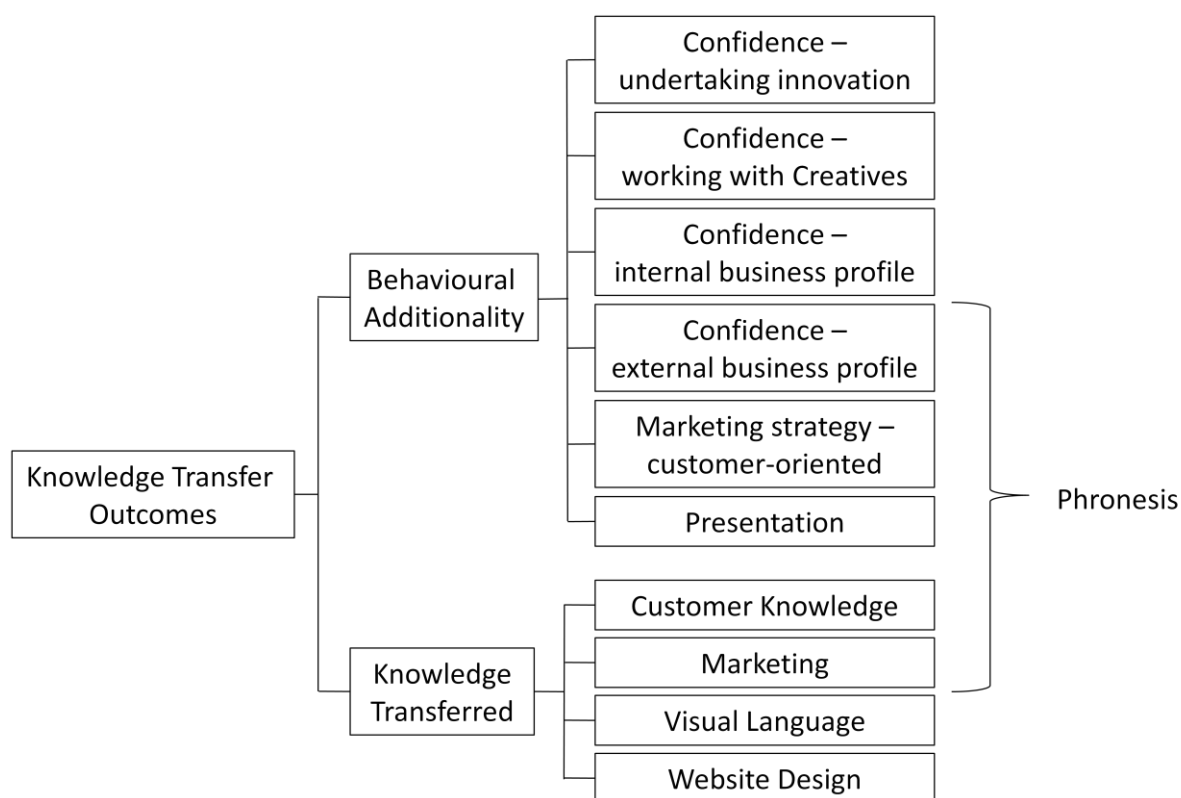 Confidence –
undertaking innovation
Confidence –
working with Creatives
Confidence –
internal business profile
Behavioural
Additionality
Confidence –
external business profile
Marketing strategy –
customer-oriented
Knowledge Transfer
Outcomes
Presentation
Phronesis
Customer Knowledge
Marketing
Knowledge
Transferred
Visual Language
Website Design